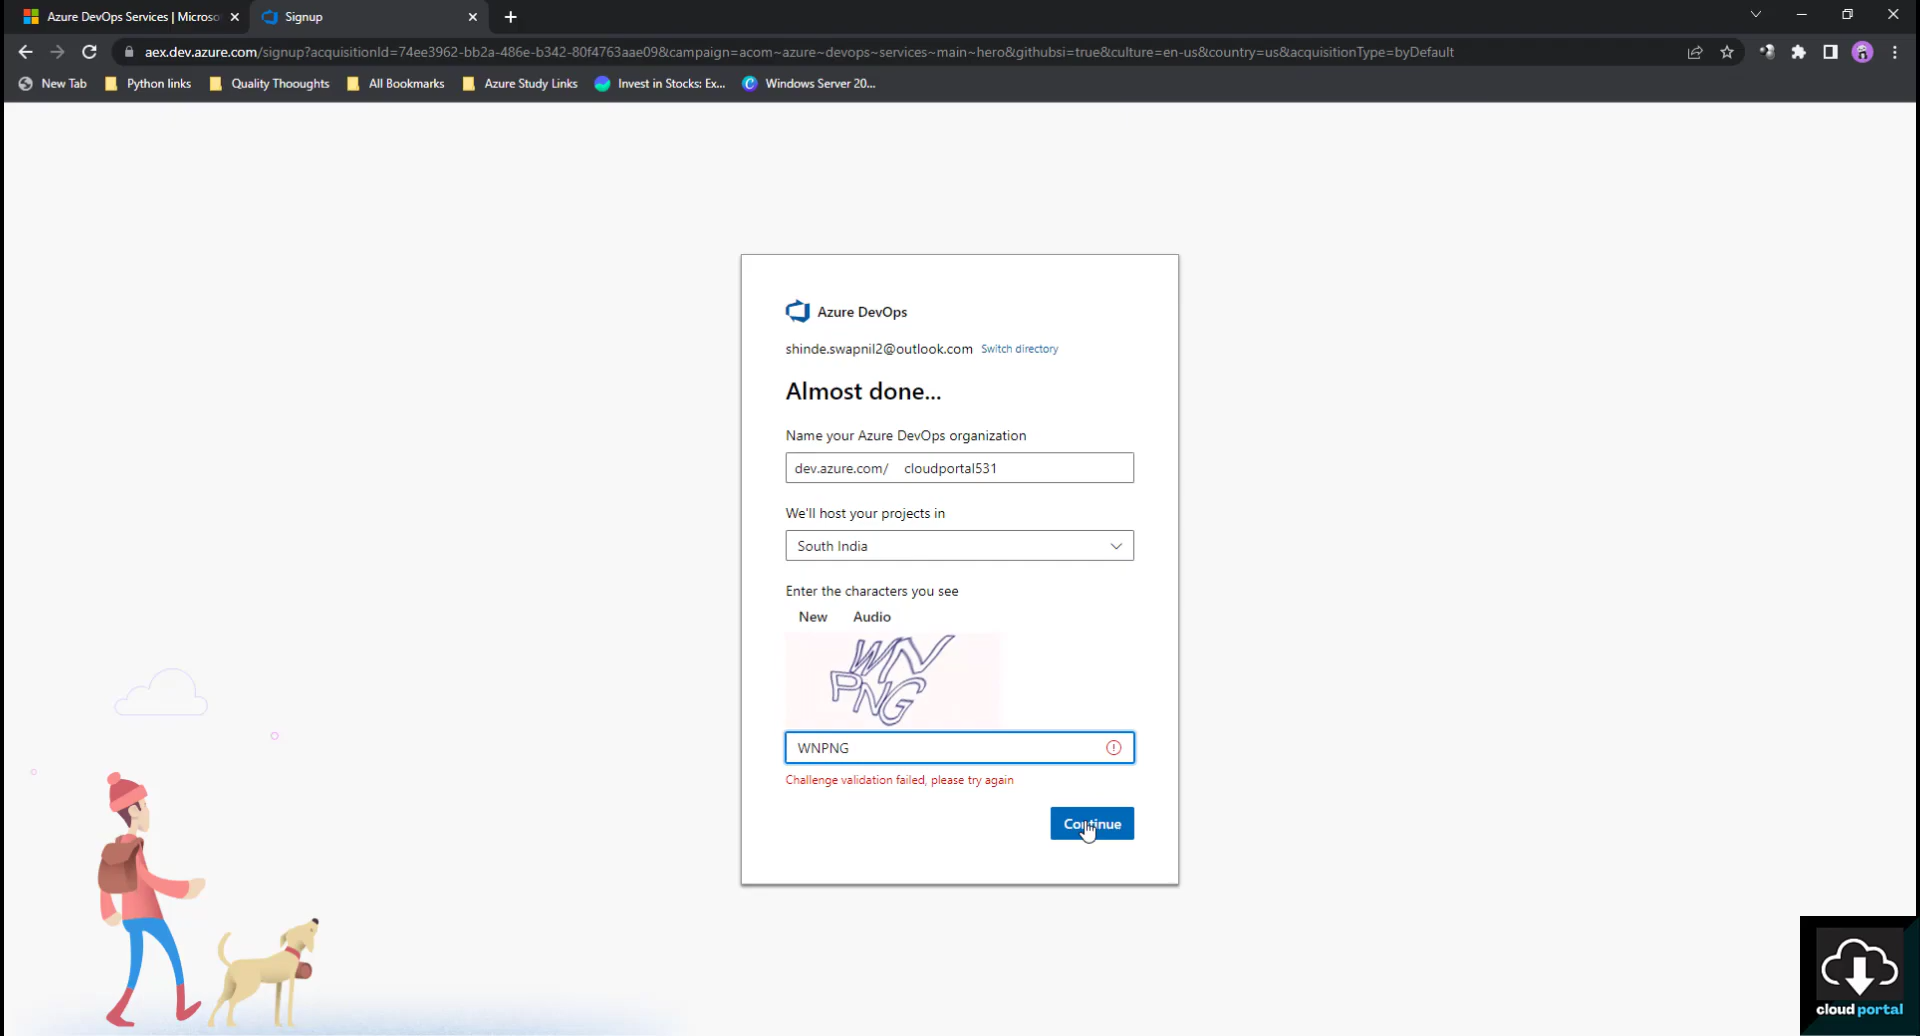 Azure DevOps Services | Microso
Signup
aex.dev.azure.com/signup?acquisitionId=74ee3962-bb2a-486e-b342-80f4763aae09&campaign=acom~azure~devops~services~main~hero&githubsi=true&culture=en-us&country=us&acquisitionType=byDefault
New Tab
Python links
Quality Thooughts
All Bookmarks
Azure Study Links
Invest in Stocks: Ex...
Windows Server 20...
Azure DevOps
shinde.swapnil2@outlook.com Switch directory
Almost done...
Name your Azure DevOps organization
dev.azure.com/ cloudportal531
We'll host your projects in
South India
Enter the characters you see
New Audio
WN
PNG
WNPNG
Challenge validation failed, please try again
Continue
cloud portal